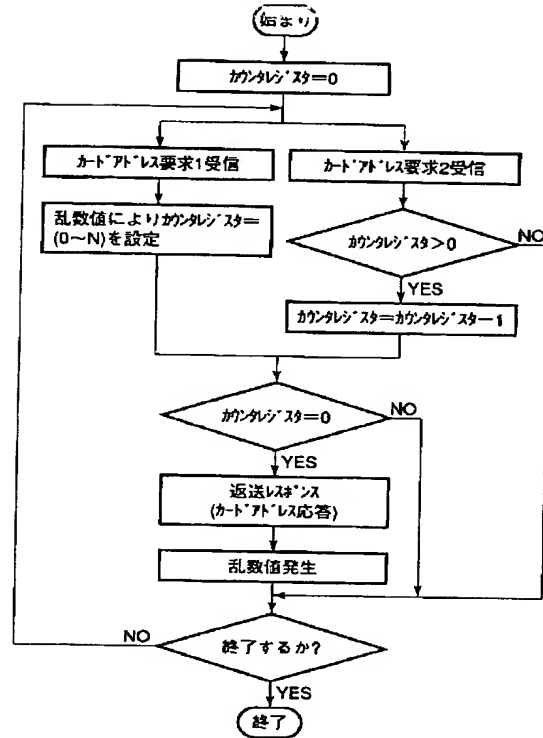 始まり
カウンタレジスタ=0
カードアドレス要求1受信
カードアドレス要求2受信
乱数値によりカウンタレジスタ=
(0~N)を設定
カウンタレジスタ>0
NO
YES
カウンタレジスタ=カウンタレジスター1
カウンタレジスタ=0
NO
YES
返送レスポンス
(カードアドレス応答)
乱数値発生
NO
終了するか?
YES
終了